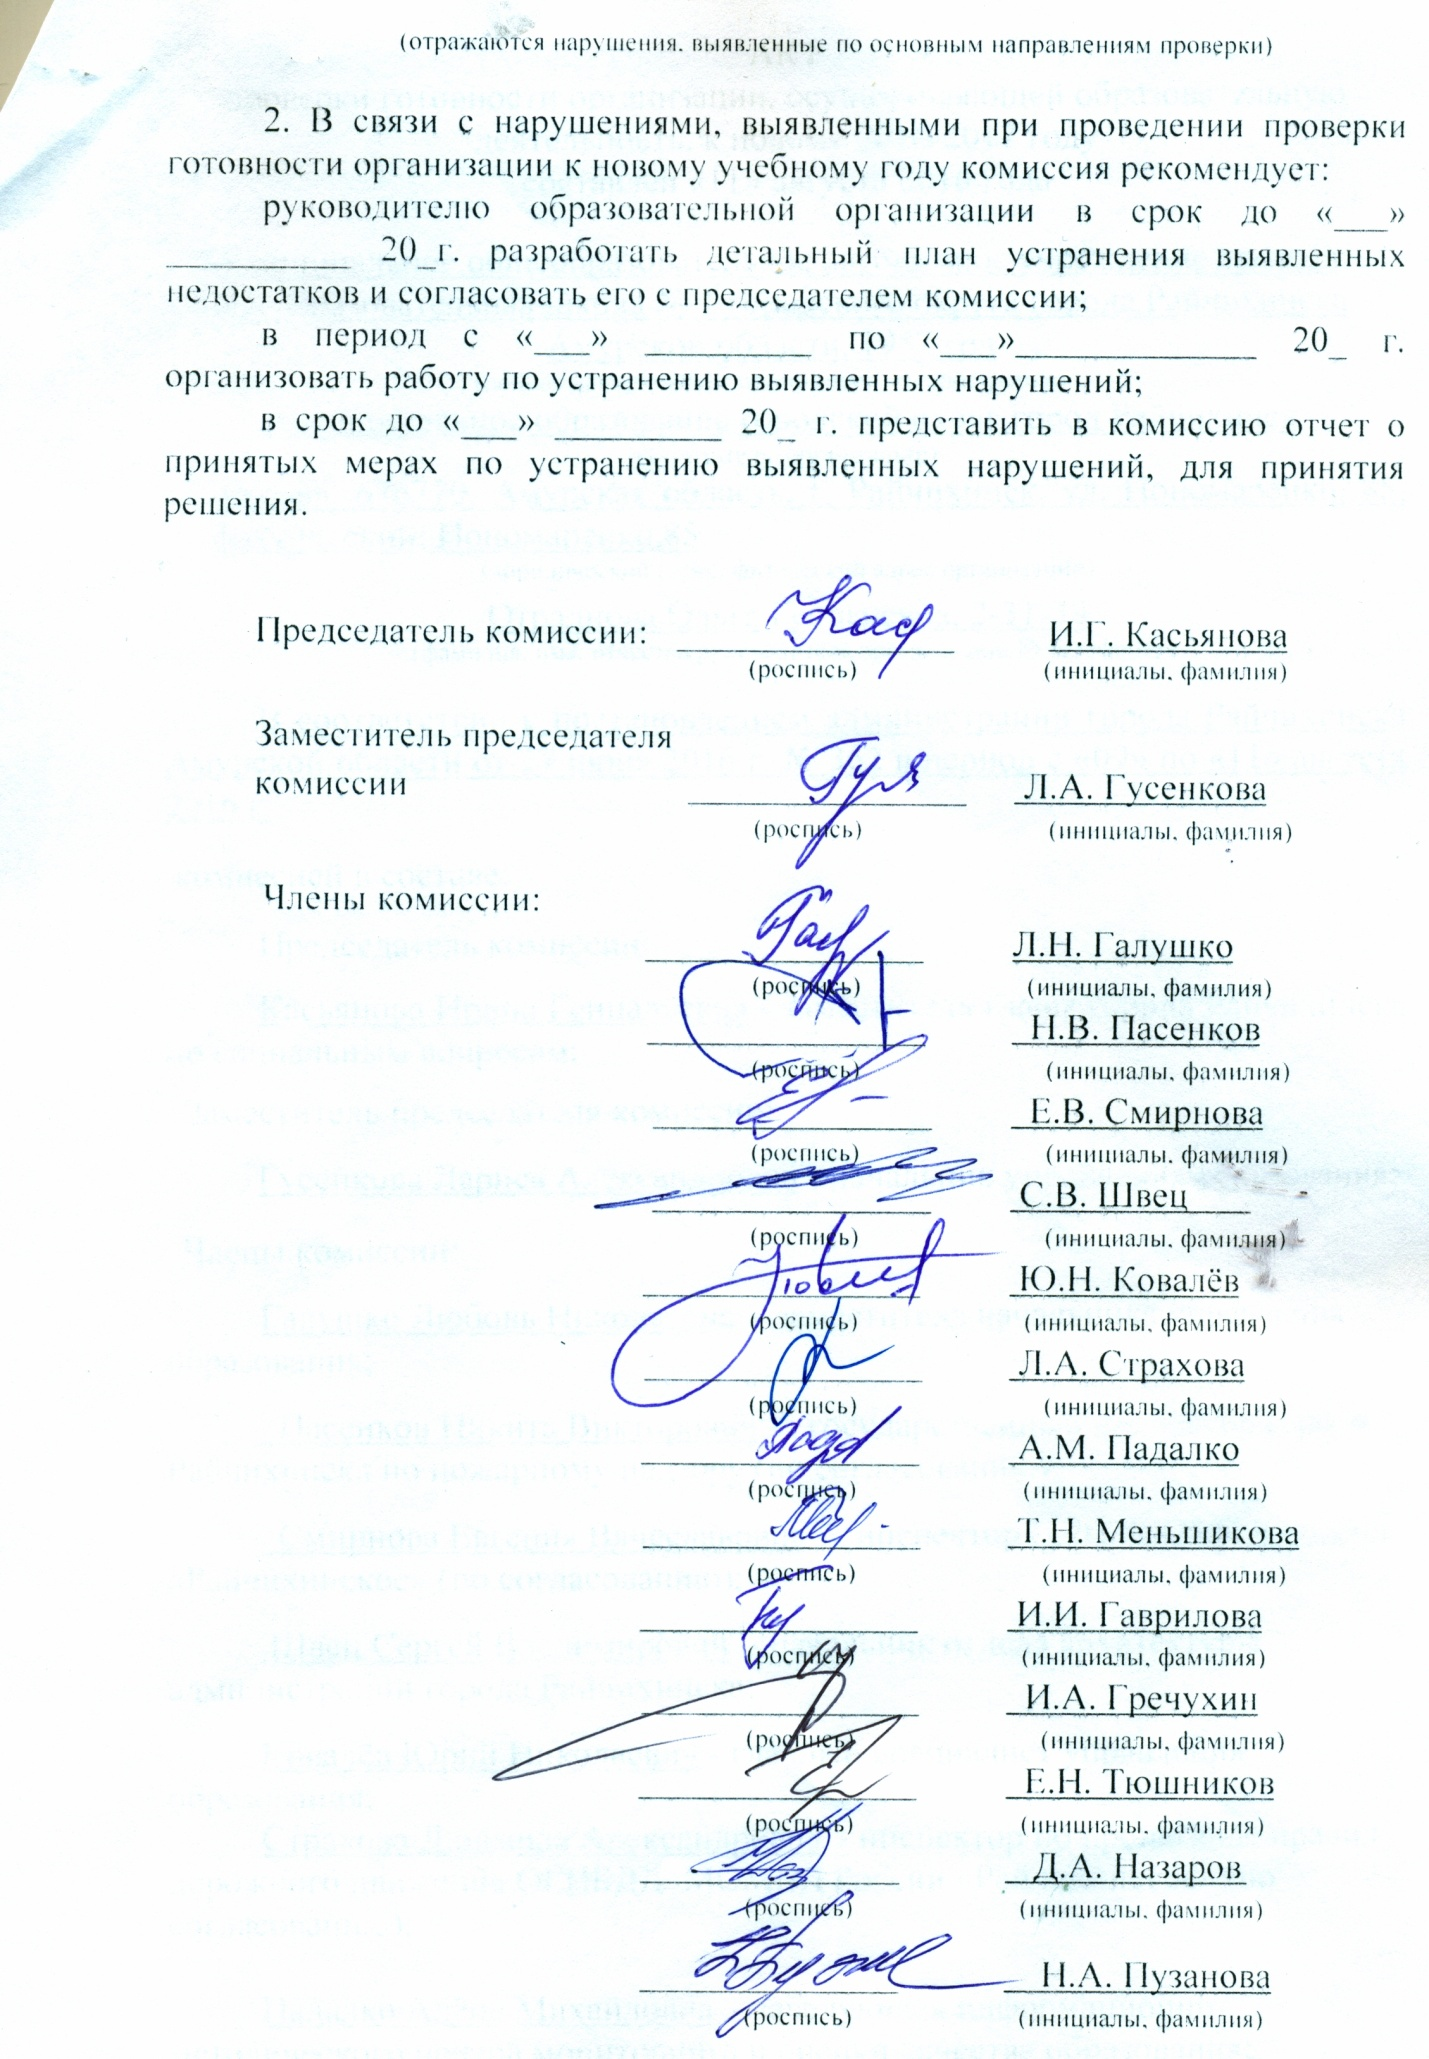 (отражаются нарушения, выявленные по основным направлениям проверки)
2. В связи с нарушениями, выявленными при проведении проверки
готовности организации к новому учебному году комиссия рекомендует:
руководителю образовательной организации в срок до «___»
____________20_г. разработать детальный план устранения выявленных
недостатков и согласовать его с председателем комиссии;
в период с «___» ___________ по «___»_____________ 20_ г.
организовать работу по устранению выявленных нарушений;
в срок до «___» _________ 20_ г. представить в комиссию отчет о
принятых мерах по устранению выявленных нарушений, для принятия
решения.
Председатель комиссии: И.Г. Касьянова
(роспись) (инициалы, фамилия)
Заместитель председателя
комиссии Л.А. Гусенкова
(роспись) (инициалы, фамилия)
Члены комиссии:
Л.Н. Галушко
(роспись) (инициалы, фамилия)
Н.В. Пасенков
(роспись) (инициалы, фамилия)
Е.В. Смирнова
(роспись) (инициалы, фамилия)
С.В. Швец
(роспись) (инициалы, фамилия)
Ю.Н. Ковалёв
(роспись) (инициалы, фамилия)
Л.А. Страхова
(роспись) (инициалы, фамилия)
А.М. Падалко
(роспись) (инициалы, фамилия)
Т.Н. Меньшикова
(роспись) (инициалы, фамилия)
И.И. Гаврилова
(роспись) (инициалы, фамилия)
И.А. Гречухин
(роспись) (инициалы, фамилия)
Е.Н. Тюшников
(роспись) (инициалы, фамилия)
Д.А. Назаров
(роспись) (инициалы, фамилия)
Н.А. Пузанова
(роспись) (инициалы, фамилия)